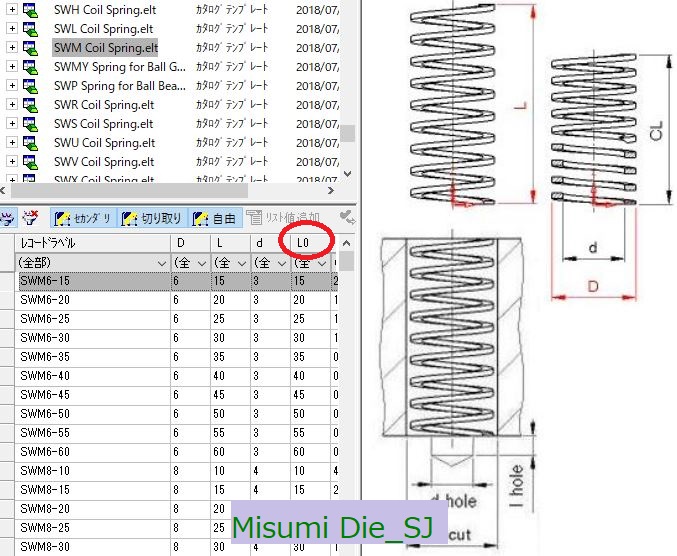 SWH Coil Spring.elt ｶﾀﾛｸﾞ ﾃﾝﾌﾟﾚｰﾄ 2018/07/
SWL Coil Spring.elt ｶﾀﾛｸﾞ ﾃﾝﾌﾟﾚｰﾄ 2018/07/
SWM Coil Spring.elt ｶﾀﾛｸﾞ ﾃﾝﾌﾟﾚｰﾄ 2018/07/
SWMY Spring for Ball G... ｶﾀﾛｸﾞ ﾃﾝﾌﾟﾚｰﾄ 2018/07/
SWP Spring for Ball Bea... ｶﾀﾛｸﾞ ﾃﾝﾌﾟﾚｰﾄ 2018/07/
SWR Coil Spring.elt ｶﾀﾛｸﾞ ﾃﾝﾌﾟﾚｰﾄ 2018/07/
SWS Coil Spring.elt ｶﾀﾛｸﾞ ﾃﾝﾌﾟﾚｰﾄ 2018/07/
SWU Coil Spring.elt ｶﾀﾛｸﾞ ﾃﾝﾌﾟﾚｰﾄ 2018/07/
SWV Coil Spring.elt ｶﾀﾛｸﾞ ﾃﾝﾌﾟﾚｰﾄ 2018/07/
SWX Coil Spring.elt ｶﾀﾛｸﾞ ﾃﾝﾌﾟﾚｰﾄ 2018/07/
ｾｶﾝﾀﾞﾘ 切り取り 自由 リスト値追加
ﾚｺｰﾄﾞﾗﾍﾞﾙ D L d L0
(全部) (全 (全 (全 (全
SWM6-15 6 15 3 15 2
SWM6-20 6 20 3 20 1
SWM6-25 6 25 3 25 1
SWM6-30 6 30 3 30 1
SWM6-35 6 35 3 35 0
SWM6-40 6 40 3 40 0
SWM6-45 6 45 3 45 0
SWM6-50 6 50 3 50 0
SWM6-55 6 55 3 55 0
SWM6-60 6 60 3 60 0
SWM8-10 8 10 4 10 4
SWM8-15 8 15 4 15 2
SWM8-20 8 20
SWM8-25 8 25
SWM8-30 8 30 4 30 1
L
CL
d
D
l hole
d hole
cut
Misumi Die_SJ